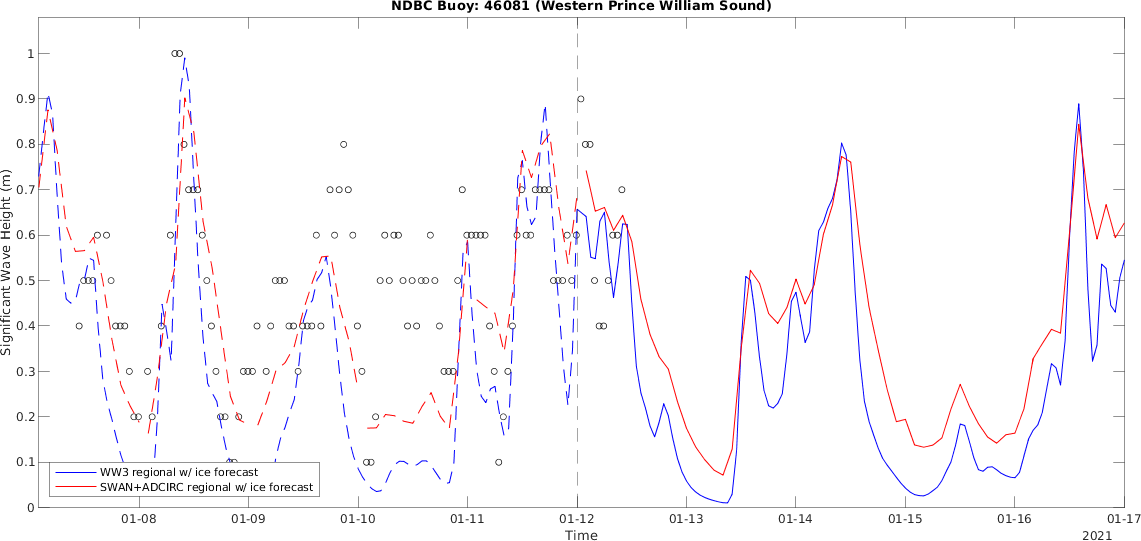 NDBC Buoy: 46081 (Western Prince William Sound)
Significant Wave Height (m)
1
0.9
0.8
0.7
0.6
0.5
0.4
0.3
0.2
0.1
0
WW3 regional w/ ice forecast
SWAN+ADCIRC regional w/ ice forecast
01-08 01-09 01-10 01-11 01-12 01-13 01-14 01-15 01-16 01-17
Time
2021